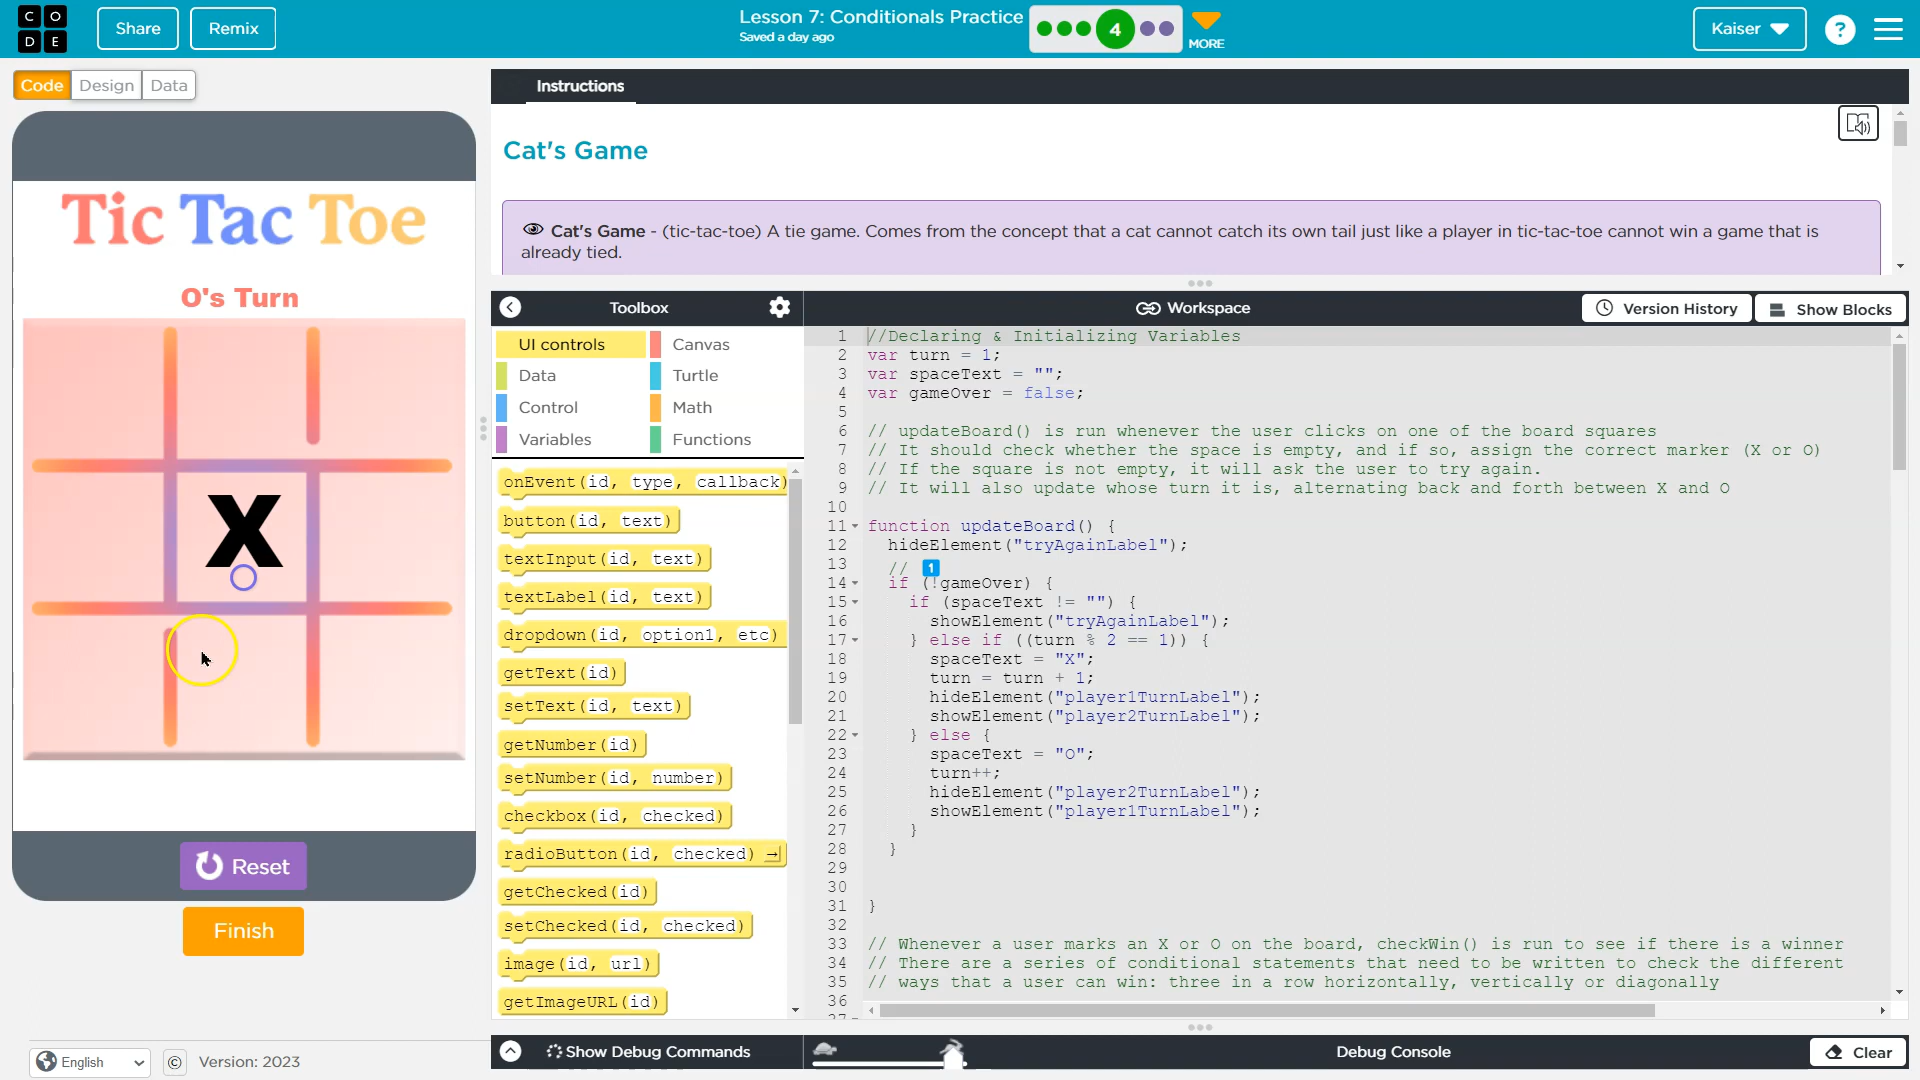 C O
D E
Share
Remix
Lesson 7: Conditionals Practice
Saved a day ago
4
MORE
Kaiser
?
Code
Design
Data
Tic Tac Toe
O's Turn
X
Reset
Finish
English
©
Version: 2023
Instructions
Cat's Game
Cat's Game - (tic-tac-toe) A tie game. Comes from the concept that a cat cannot catch its own tail just like a player in tic-tac-toe cannot win a game that is
already tied.
Toolbox
Workspace
Version History
Show Blocks
UI controls
Canvas
Data
Turtle
Control
Math
Variables
Functions
onEvent(id, type, callback)
button(id, text)
textInput(id, text)
textLabel(id, text)
dropdown(id, option1, etc)
getText(id)
setText(id, text)
getNumber(id)
setNumber(id, number)
checkbox(id, checked)
radioButton(id, checked)
getChecked(id)
setChecked(id, checked)
image(id, url)
getImageURL(id)
1 //Declaring & Initializing Variables
2 var turn = 1;
3 var spaceText = "";
4 var gameOver = false;
5
6 // updateBoard() is run whenever the user clicks on one of the board squares
7 // It should check whether the space is empty, and if so, assign the correct marker (X or O)
8 // If the square is not empty, it will ask the user to try again.
9 // It will also update whose turn it is, alternating back and forth between X and O
10
11 function updateBoard() {
12 hideElement("tryAgainLabel");
13 // 1
14 if (!gameOver) {
15 if (spaceText != "") {
16 showElement("tryAgainLabel");
17 } else if ((turn % 2 == 1)) {
18 spaceText = "X";
19 turn = turn + 1;
20 hideElement("player1TurnLabel");
21 showElement("player2TurnLabel");
22 } else {
23 spaceText = "O";
24 turn++;
25 hideElement("player2TurnLabel");
26 showElement("player1TurnLabel");
27 }
28 }
29
30
31 }
32
33 // Whenever a user marks an X or O on the board, checkWin() is run to see if there is a winner
34 // There are a series of conditional statements that need to be written to check the different
35 // ways that a user can win: three in a row horizontally, vertically or diagonally
36
37
Show Debug Commands
Debug Console
Clear